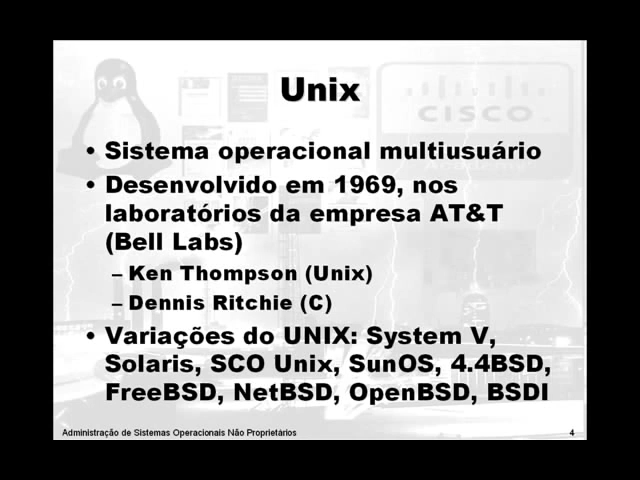 CISCO
Unix
• Sistema operacional multiusuário
• Desenvolvido em 1969, nos
laboratórios da empresa AT&T
(Bell Labs)
– Ken Thompson (Unix)
– Dennis Ritchie (C)
• Variações do UNIX: System V,
Solaris, SCO Unix, SunOS, 4.4BSD,
FreeBSD, NetBSD, OpenBSD, BSDI
Administração de Sistemas Operacionais Não Proprietários
4